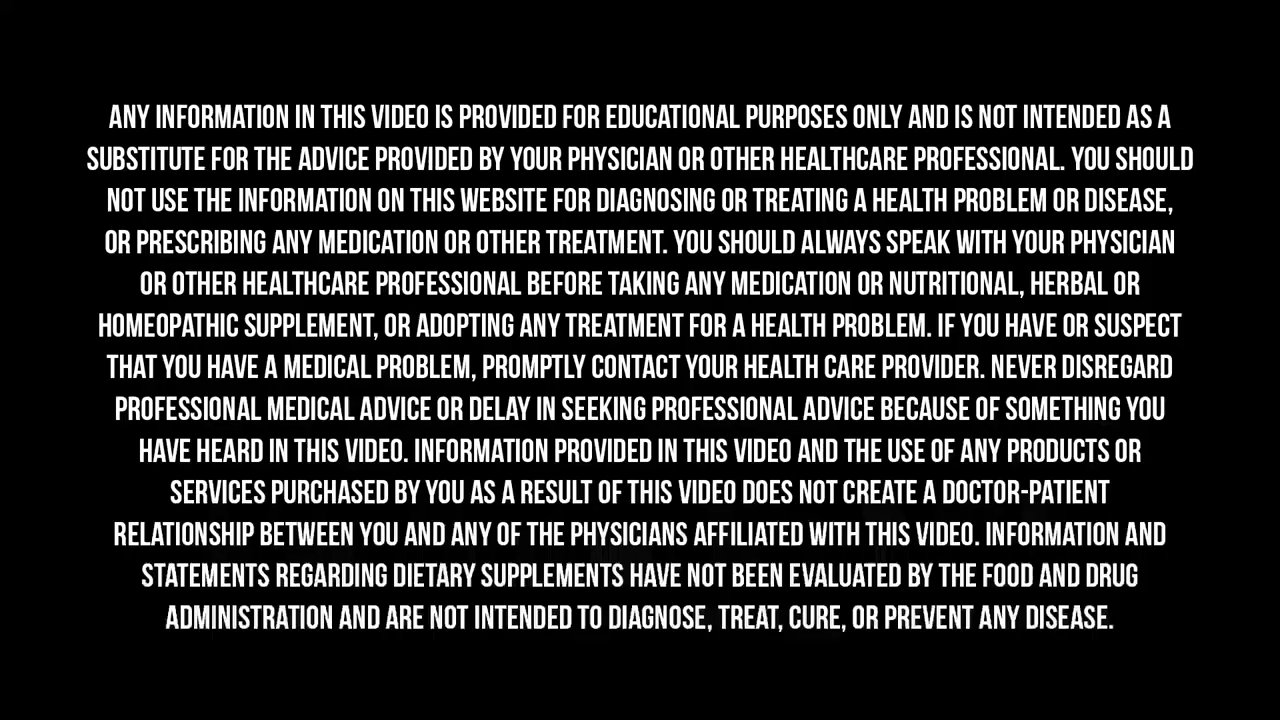 ANY INFORMATION IN THIS VIDEO IS PROVIDED FOR EDUCATIONAL PURPOSES ONLY AND IS NOT INTENDED AS A
SUBSTITUTE FOR THE ADVICE PROVIDED BY YOUR PHYSICIAN OR OTHER HEALTHCARE PROFESSIONAL. YOU SHOULD
NOT USE THE INFORMATION ON THIS WEBSITE FOR DIAGNOSING OR TREATING A HEALTH PROBLEM OR DISEASE,
OR PRESCRIBING ANY MEDICATION OR OTHER TREATMENT. YOU SHOULD ALWAYS SPEAK WITH YOUR PHYSICIAN
OR OTHER HEALTHCARE PROFESSIONAL BEFORE TAKING ANY MEDICATION OR NUTRITIONAL, HERBAL OR
HOMEOPATHIC SUPPLEMENT, OR ADOPTING ANY TREATMENT FOR A HEALTH PROBLEM. IF YOU HAVE OR SUSPECT
THAT YOU HAVE A MEDICAL PROBLEM, PROMPTLY CONTACT YOUR HEALTH CARE PROVIDER. NEVER DISREGARD
PROFESSIONAL MEDICAL ADVICE OR DELAY IN SEEKING PROFESSIONAL ADVICE BECAUSE OF SOMETHING YOU
HAVE HEARD IN THIS VIDEO. INFORMATION PROVIDED IN THIS VIDEO AND THE USE OF ANY PRODUCTS OR
SERVICES PURCHASED BY YOU AS A RESULT OF THIS VIDEO DOES NOT CREATE A DOCTOR-PATIENT
RELATIONSHIP BETWEEN YOU AND ANY OF THE PHYSICIANS AFFILIATED WITH THIS VIDEO. INFORMATION AND
STATEMENTS REGARDING DIETARY SUPPLEMENTS HAVE NOT BEEN EVALUATED BY THE FOOD AND DRUG
ADMINISTRATION AND ARE NOT INTENDED TO DIAGNOSE, TREAT, CURE, OR PREVENT ANY DISEASE.